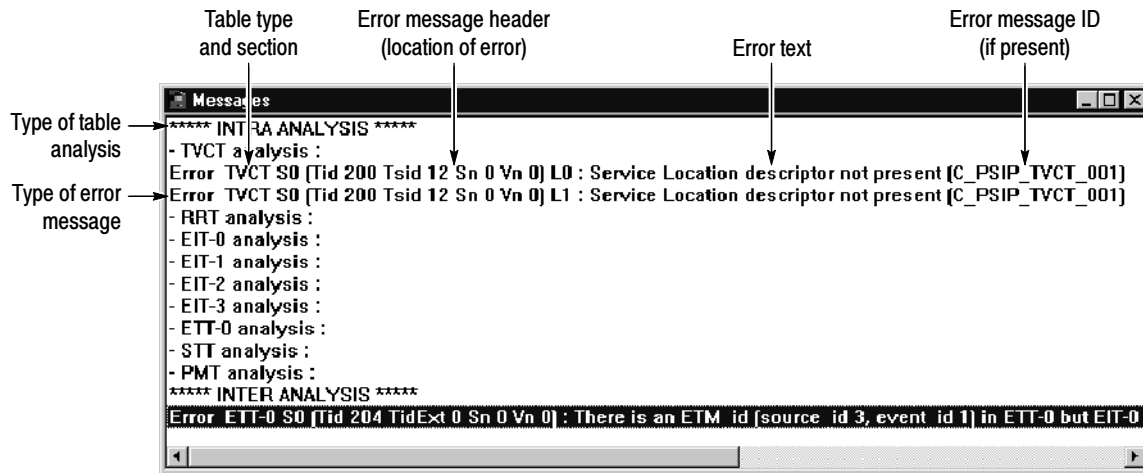 Table type
and section
Error message header
(location of error)
Error text
Error message ID
(if present)
Messages
Type of table
analysis
***** INTRA ANALYSIS *****
- TVCT analysis :
Error TVCT S0 (Tid 200 Tsid 12 Sn 0 Vn 0) L0 : Service Location descriptor not present (C_PSIP_TVCT_001)
Type of error
message
Error TVCT S0 (Tid 200 Tsid 12 Sn 0 Vn 0) L1 : Service Location descriptor not present (C_PSIP_TVCT_001)
- RRT analysis :
- EIT-0 analysis :
- EIT-1 analysis :
- EIT-2 analysis :
- EIT-3 analysis :
- ETT-0 analysis :
- STT analysis :
- PMT analysis :
***** INTER ANALYSIS *****
Error ETT-0 S0 (Tid 204 TidExt 0 Sn 0 Vn 0) : There is an ETM_id (source_id 3, event_id 1) in ETT-0 but EIT-0